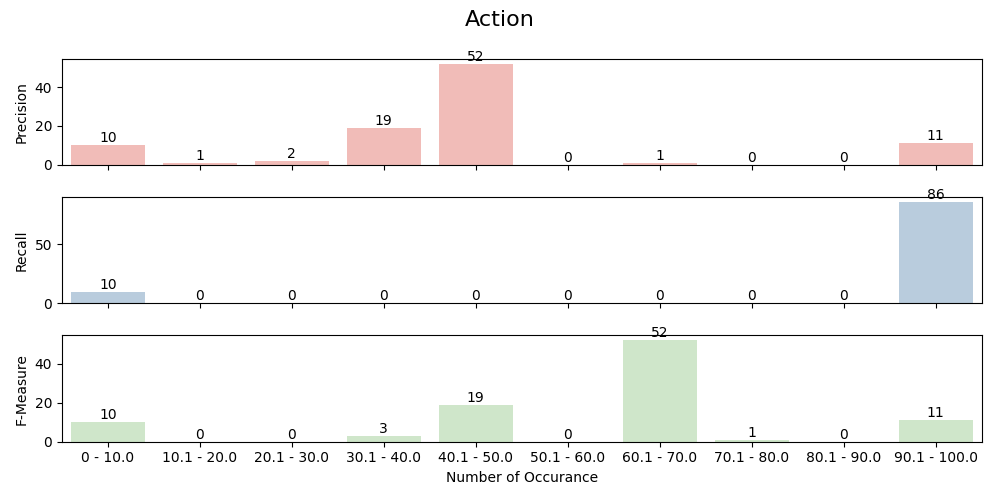 Action
Precision
40
20
0
10
1
2
19
52
0
1
0
0
11
Recall
50
0
10
0
0
0
0
0
0
0
0
86
F-Measure
40
20
0
10
0
0
3
19
0
52
1
0
11
0 - 10.0
10.1 - 20.0
20.1 - 30.0
30.1 - 40.0
40.1 - 50.0
50.1 - 60.0
60.1 - 70.0
70.1 - 80.0
80.1 - 90.0
90.1 - 100.0
Number of Occurance